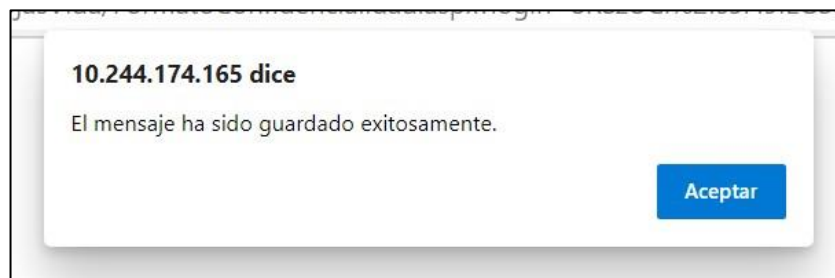 10.244.174.165 dice
El mensaje ha sido guardado exitosamente.
Aceptar